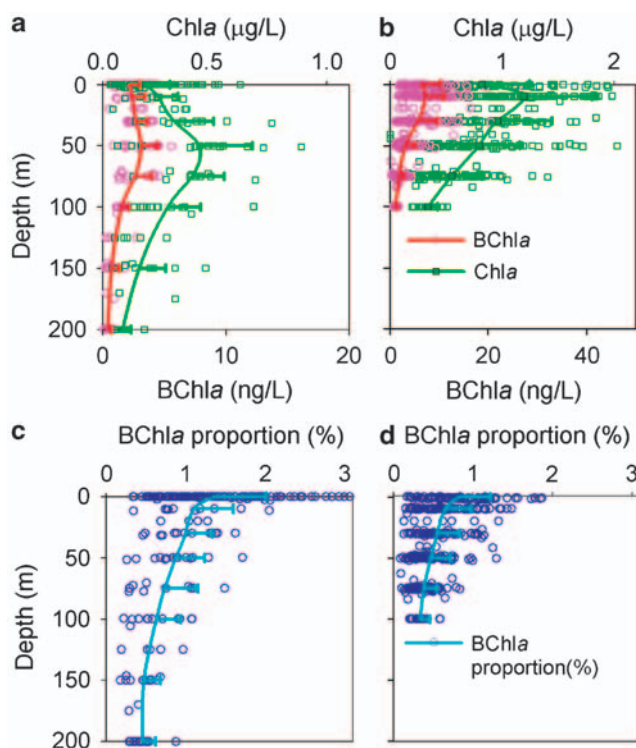 a
Chla (µg/L)
0 0.5 1.0
Depth (m)
0
50
100
150
200
0 10 20
BChla (ng/L)
b
Chla (µg/L)
0 1 2
BChla
Chla
0 20 40
BChla (ng/L)
c
BChla proportion (%)
0 1 2 3
Depth (m)
0
50
100
150
200
d
BChla proportion (%)
0 1 2 3
BChla
proportion(%)